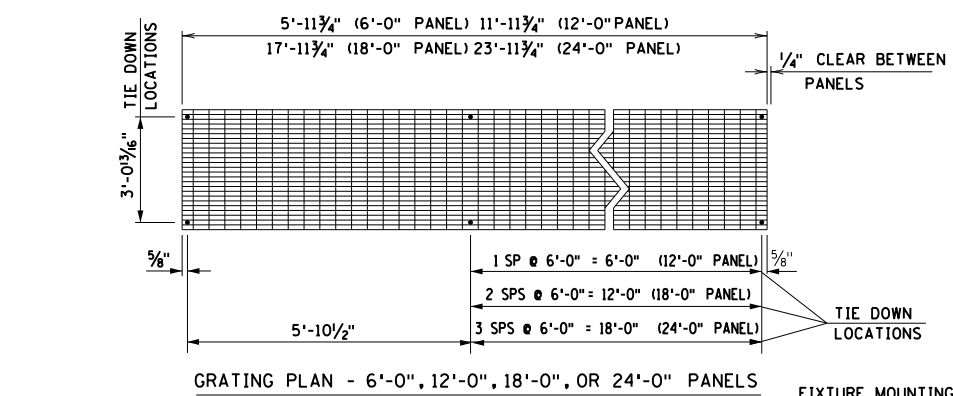 5'-11¾" (6'-0" PANEL) 11'-11¾" (12'-0"PANEL)
17'-11¾" (18'-0" PANEL) 23'-11¾" (24'-0" PANEL)
¼" CLEAR BETWEEN
PANELS
TIE DOWN
LOCATIONS
3'-0 13/16"
5/8"
1 SP @ 6'-0" = 6'-0" (12'-0" PANEL)
5/8"
2 SPS @ 6'-0"= 12'-0" (18'-0" PANEL)
5'-10½"
3 SPS @ 6'-0" = 18'-0" (24'-0" PANEL)
TIE DOWN
LOCATIONS
GRATING PLAN - 6'-0", 12'-0", 18'-0", OR 24'-0" PANELS
FIXTURE MOUNTING